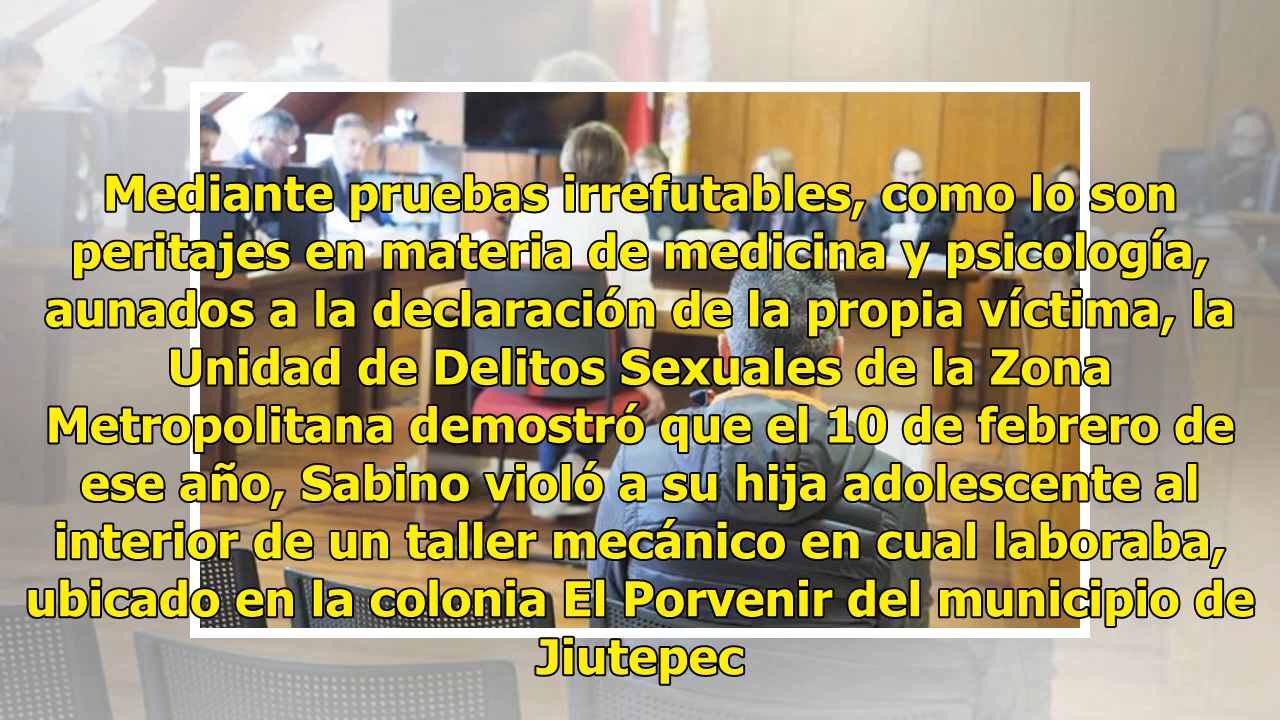 Mediante pruebas irrefutables, como lo son
peritajes en materia de medicina y psicología,
aunados a la declaración de la propia víctima, la
Unidad de Delitos Sexuales de la Zona
Metropolitana demostró que el 10 de febrero de
ese año, Sabino violó a su hija adolescente al
interior de un taller mecánico en cual laboraba,
ubicado en la colonia El Porvenir del municipio de
Jiutepec